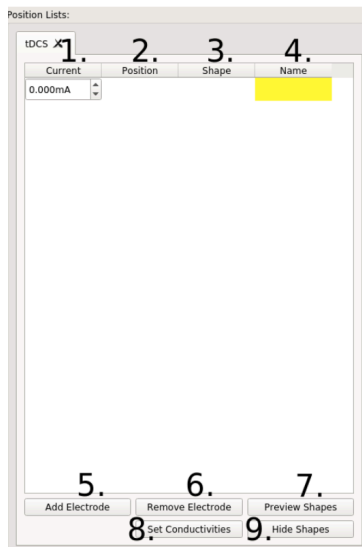 Position Lists:
tDCS X
1. 2. 3. 4.
Current Position Shape Name
0.000mA
5. 6. 7.
Add Electrode Remove Electrode Preview Shapes
8. Set Conductivities 9. Hide Shapes